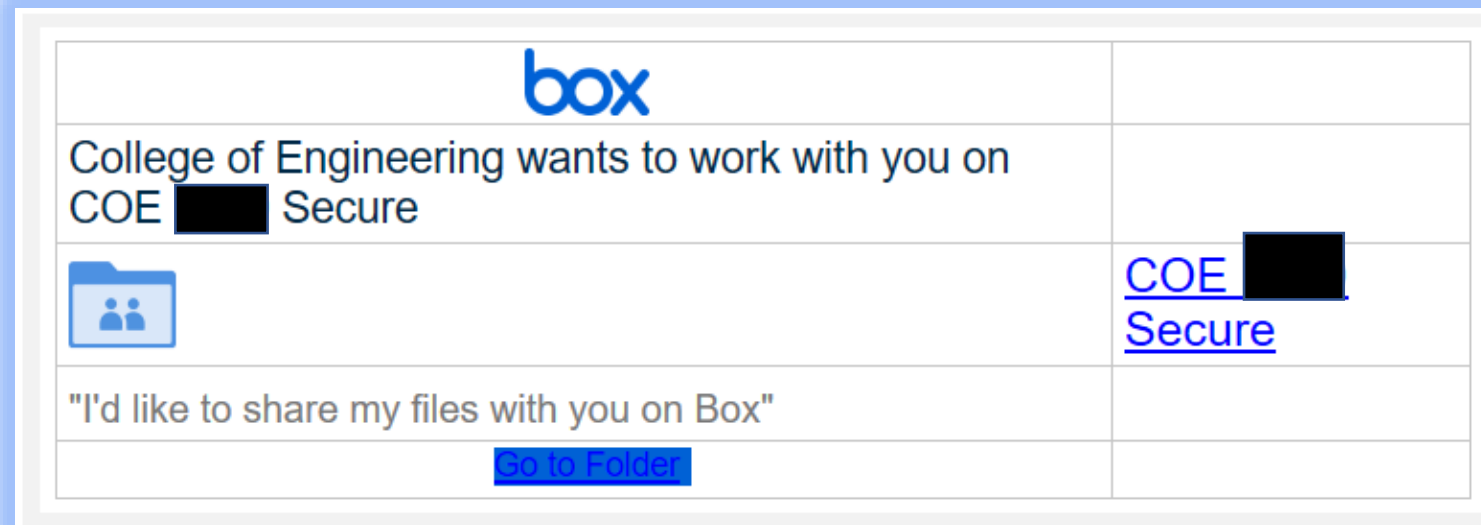 box
College of Engineering wants to work with you on
COE Secure
COE
Secure
"I'd like to share my files with you on Box"
Go to Folder